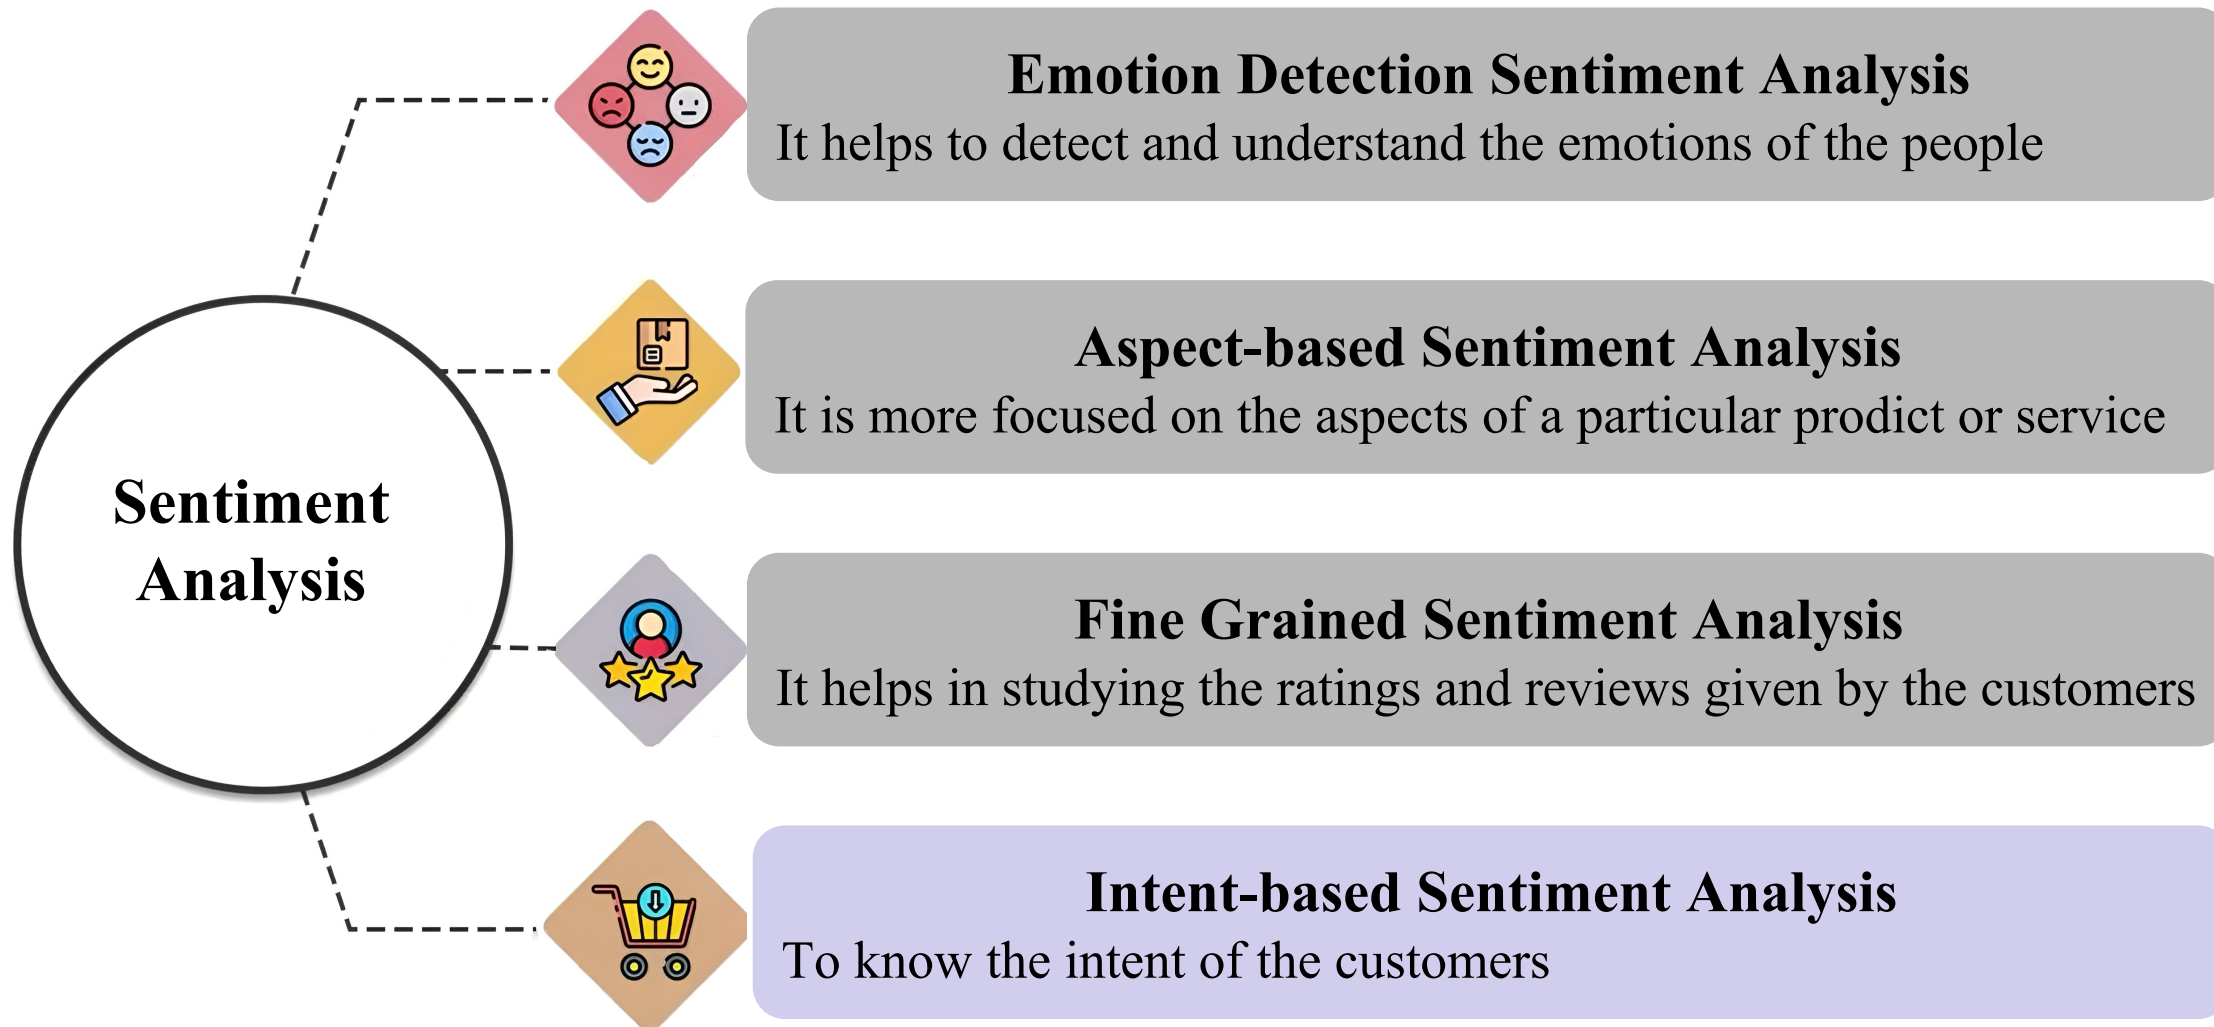 Emotion Detection Sentiment Analysis
It helps to detect and understand the emotions of the people
Aspect-based Sentiment Analysis
It is more focused on the aspects of a particular prodict or service
Sentiment
Analysis
Fine Grained Sentiment Analysis
It helps in studying the ratings and reviews given by the customers
Intent-based Sentiment Analysis
To know the intent of the customers